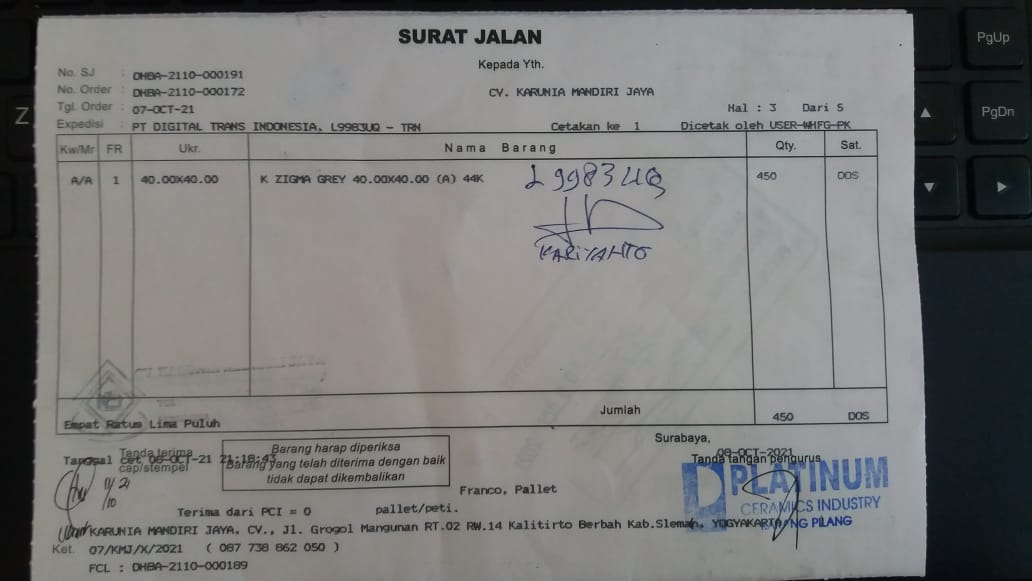 SURAT JALAN
Kepada Yth.
No. SJ : DHBA-2110-000191
No. Order : DHBA-2110-000172
CV. KARUNIA MANDIRI JAYA
Tgl. Order : 07-OCT-21
Hal : 3 Dari 5
Expedisi : PT DIGITAL TRANS INDONESIA, L9983UQ - TRN Cetakan ke 1 Dicetak oleh USER-WHFG-PK
Kw/Mr FR Ukr. Nama Barang Qty. Sat.
A/A 1 40.00X40.00 K ZIGMA GREY 40.00X40.00 (A) 44K 450 DOS
L 9983 UQ
KARIYANTO
Jumlah 450 DOS
Empat Ratus Lima Puluh
Surabaya,
08-OCT-2021
Tanda terima
cap/stempel
Tanggal cet 08-OCT-21 21:18:43
Barang harap diperiksa
Barang yang telah diterima dengan baik
tidak dapat dikembalikan
Tanda tangan pengurus
PLATINUM
CERAMICS INDUSTRY
KARANG PILANG
11/10 21
Franco, Pallet
Terima dari PCI = 0 pallet/peti.
KARUNIA MANDIRI JAYA, CV., Jl. Grogol Mangunan RT.02 RW.14 Kalitirto Berbah Kab.Sleman, YOGYAKARTA
Ket. 07/KMJ/X/2021 ( 087 738 862 050 )
FCL : DHBA-2110-000189
Z
PgUp
PgDn